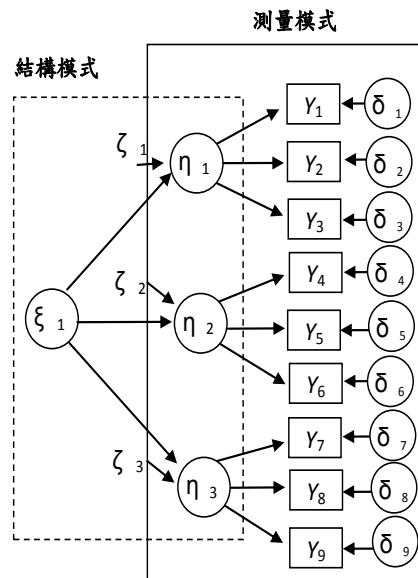 測量模式
結構模式
ζ 1
η 1
Y1
δ 1
Y2
δ 2
Y3
δ 3
ζ 2
η 2
Y4
δ 4
Y5
δ 5
Y6
δ 6
ξ 1
ζ 3
η 3
Y7
δ 7
Y8
δ 8
Y9
δ 9